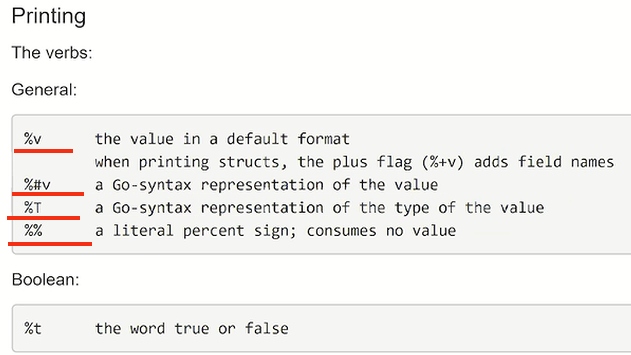 Printing
The verbs:
General:
%v the value in a default format
when printing structs, the plus flag (%+v) adds field names
%#v a Go-syntax representation of the value
%T a Go-syntax representation of the type of the value
%% a literal percent sign; consumes no value
Boolean:
%t the word true or false